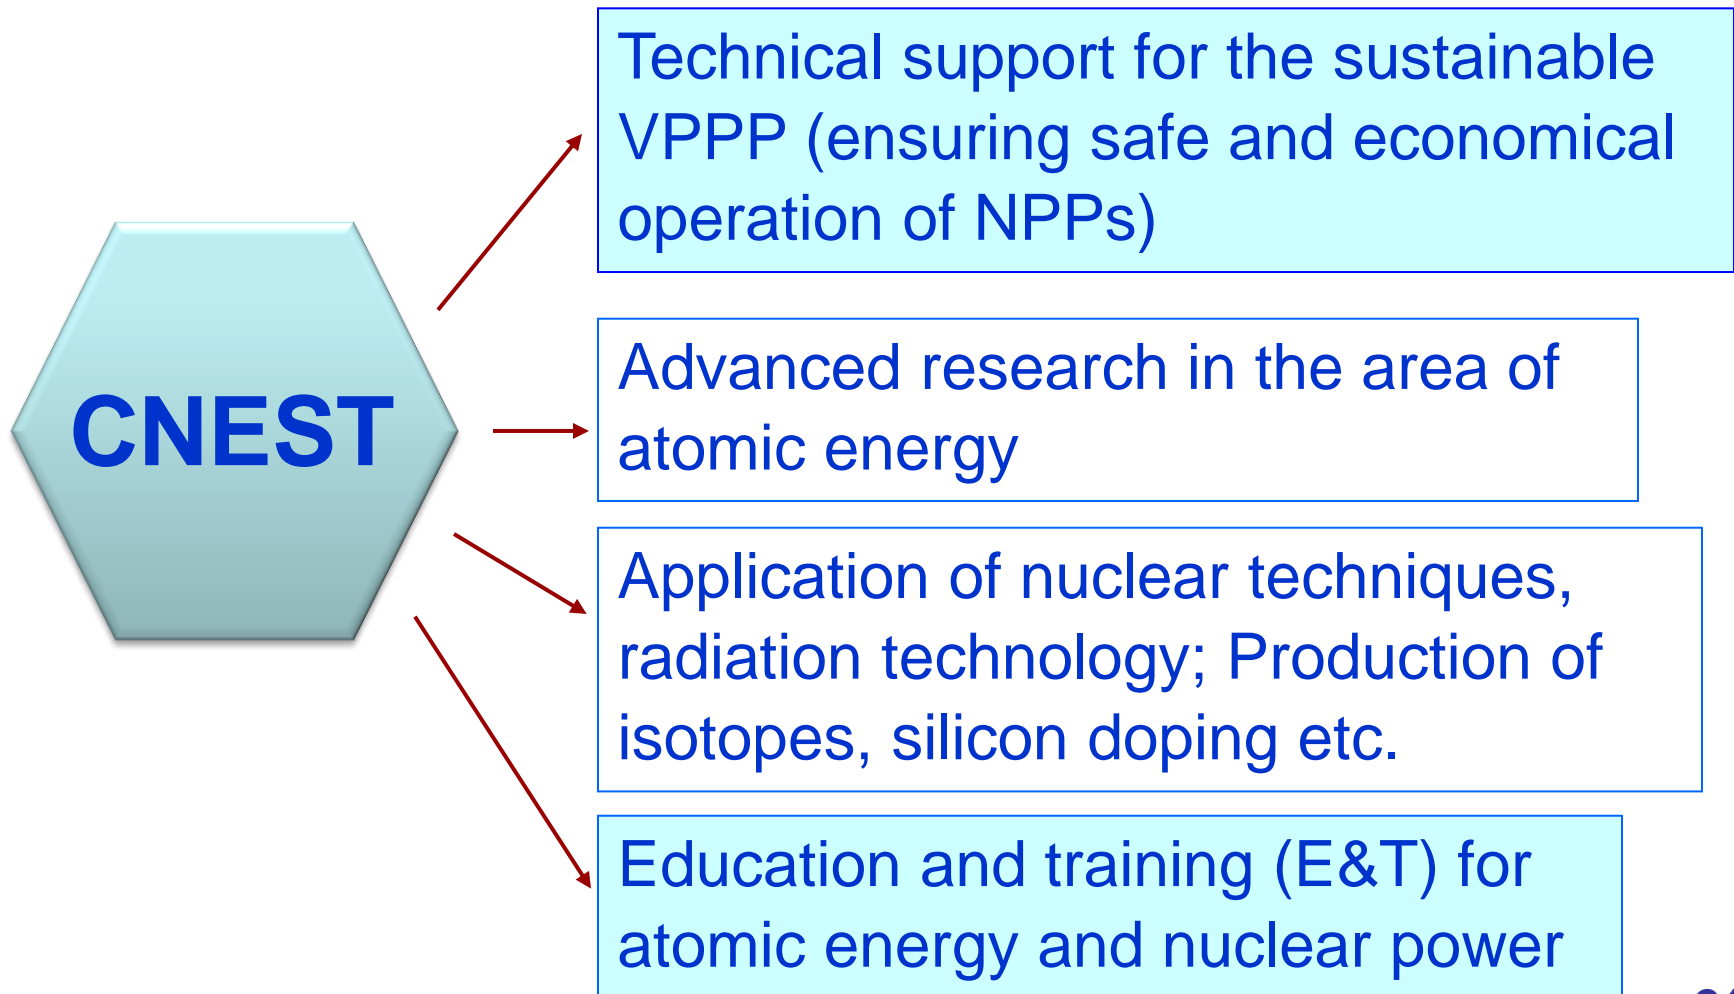 Technical support for the sustainable
VPPP (ensuring safe and economical
operation of NPPs)
CNEST
Advanced research in the area of
atomic energy
Application of nuclear techniques,
radiation technology; Production of
isotopes, silicon doping etc.
Education and training (E&T) for
atomic energy and nuclear power